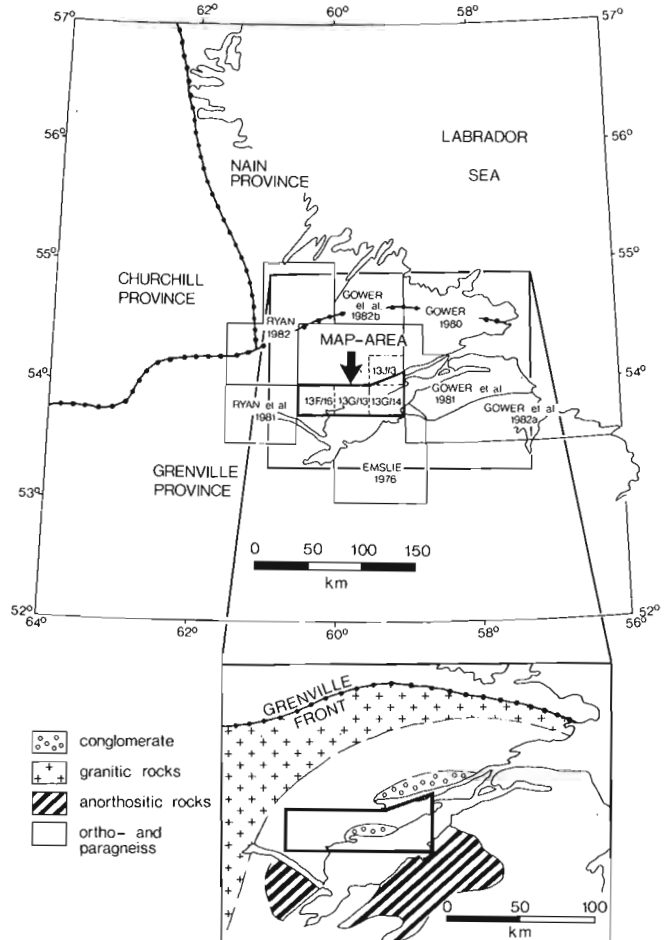 57°
62°
60°
58°
57°
56°
56°
LABRADOR
SEA
NAIN
PROVINCE
55°
55°
CHURCHILL
PROVINCE
GOWER
et al.
1982b
GOWER
1980
RYAN
1982
MAP-AREA
54°
54°
13J/3
RYAN et al
1981
13F/16
13G/13
13G/14
GOWER et al
1981
GOWER et al
1982a
GRENVILLE
PROVINCE
EMSLIE
1976
53°
53°
0 50 100 150
km
52°
52°
64°
62°
60°
58°
56°
GRENVILLE
FRONT
conglomerate
granitic rocks
anorthositic rocks
ortho- and
paragneiss
0 50 100
km